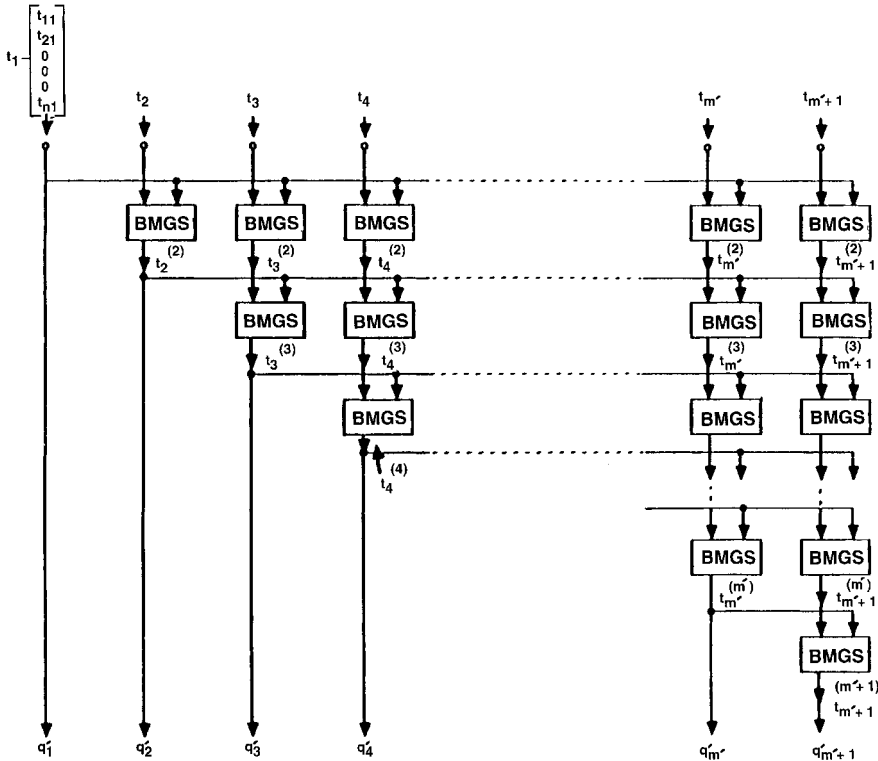 t11
t21
t1
0
0
0
tn1
t2 t3 t4 tm′ tm′+1
BMGS BMGS BMGS BMGS BMGS
t2(2) t3(2) t4(2) tm′(2) tm′+1(2)
BMGS BMGS BMGS BMGS
t3(3) t4(3) tm′(3) tm′+1(3)
BMGS BMGS BMGS
t4(4)
BMGS BMGS
tm′(m′) tm′+1(m′)
BMGS
tm′+1(m′+1)
q′1 q′2 q′3 q′4 q′m′ q′m′+1